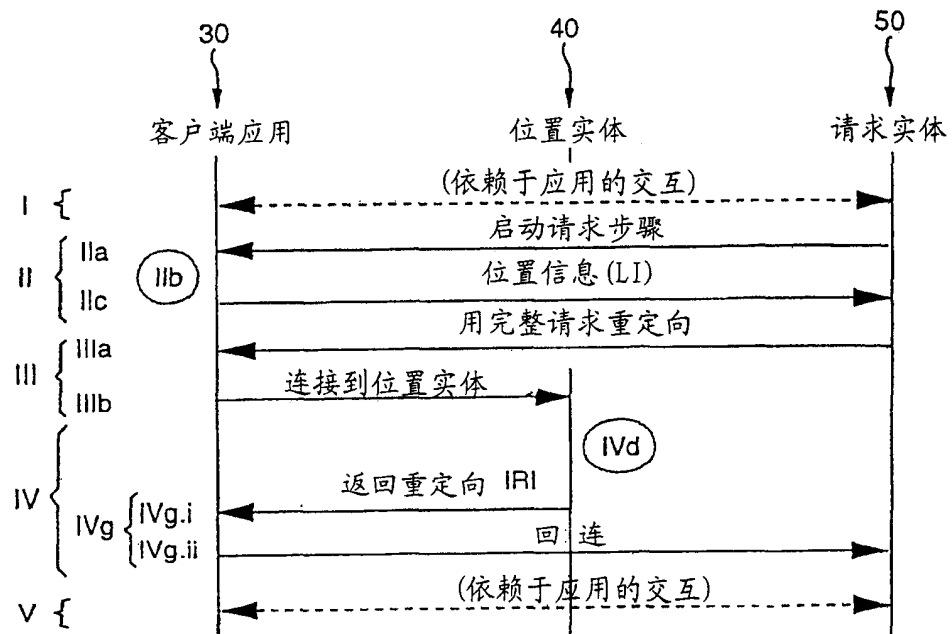 30 40 50
客户端应用 位置实体 请求实体
I (依赖于应用的交互)
启动请求步骤
IIa
II IIb 位置信息(LI)
IIc
用完整请求重定向
IIIa
III 连接到位置实体
IIIb
IVd
IV 返回重定向 IRI
IVg IVg.i
IVg.ii 回连
(依赖于应用的交互)
V